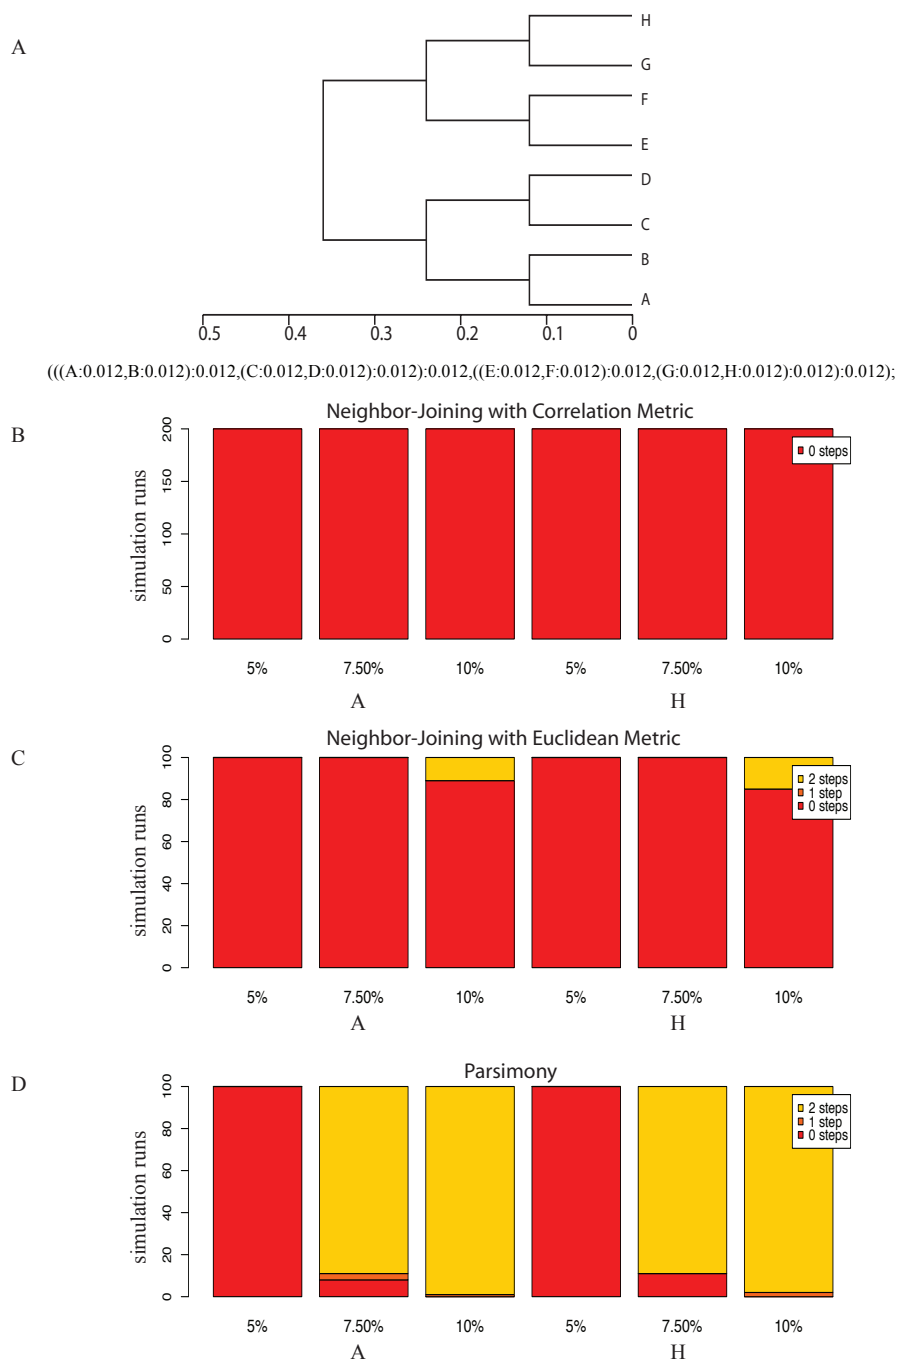 A
H
G
F
E
D
C
B
A
0.5 0.4 0.3 0.2 0.1 0
(((A:0.012,B:0.012):0.012,(C:0.012,D:0.012):0.012):0.012,((E:0.012,F:0.012):0.012,(G:0.012,H:0.012):0.012):0.012);
B
Neighbor-Joining with Correlation Metric
simulation runs
200
150
100
50
0
0 steps
5% 7.50% 10% 5% 7.50% 10%
A H
C
Neighbor-Joining with Euclidean Metric
simulation runs
100
80
60
40
20
0
2 steps
1 step
0 steps
5% 7.50% 10% 5% 7.50% 10%
A H
D
Parsimony
simulation runs
100
80
60
40
20
0
2 steps
1 step
0 steps
5% 7.50% 10% 5% 7.50% 10%
A H